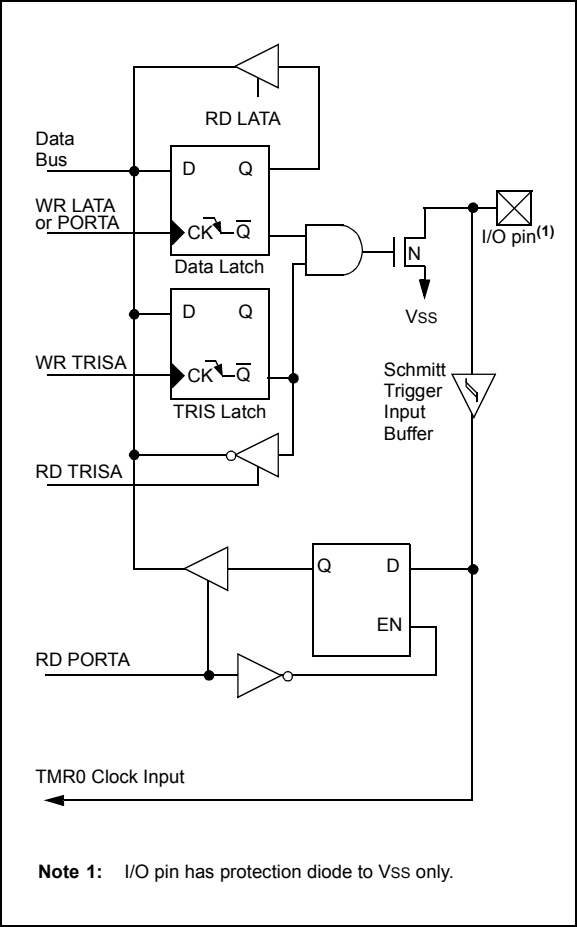 RD LATA
Data
Bus
D Q
WR LATA
or PORTA
CK Q̅
Data Latch
I/O pin(1)
N
VSS
D Q
WR TRISA
CK Q̅
TRIS Latch
Schmitt
Trigger
Input
Buffer
RD TRISA
Q D
EN
RD PORTA
TMR0 Clock Input
Note 1: I/O pin has protection diode to VSS only.